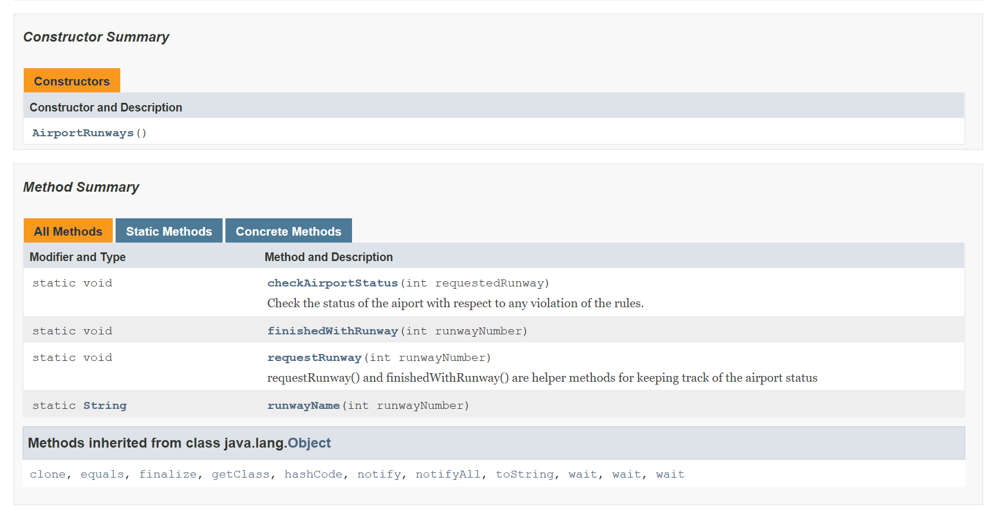 Constructor Summary
Constructors
Constructor and Description
AirportRunways()
Method Summary
All Methods Static Methods Concrete Methods
Modifier and Type Method and Description
static void checkAirportStatus(int requestedRunway)
Check the status of the aiport with respect to any violation of the rules.
static void finishedWithRunway(int runwayNumber)
static void requestRunway(int runwayNumber)
requestRunway() and finishedWithRunway() are helper methods for keeping track of the airport status
static String runwayName(int runwayNumber)
Methods inherited from class java.lang.Object
clone, equals, finalize, getClass, hashCode, notify, notifyAll, toString, wait, wait, wait